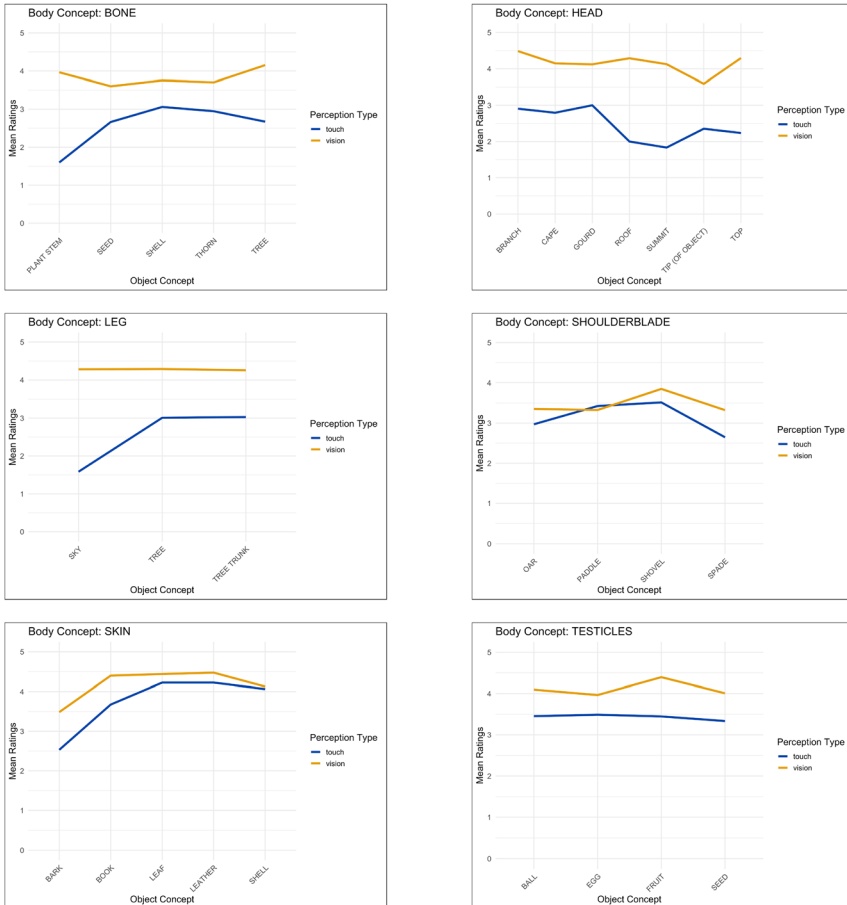 Body Concept: BONE
Mean Ratings
5
4
3
2
1
0
PLANT STEM
SEED
SHELL
THORN
TREE
Object Concept
Perception Type
touch
vision
Body Concept: HEAD
Mean Ratings
5
4
3
2
1
0
BRANCH
CAPE
GOURD
ROOF
SUMMIT
TIP (OF OBJECT)
TOP
Object Concept
Perception Type
touch
vision
Body Concept: LEG
Mean Ratings
5
4
3
2
1
0
SKY
TREE
TREE TRUNK
Object Concept
Perception Type
touch
vision
Body Concept: SHOULDERBLADE
Mean Ratings
5
4
3
2
1
0
OAR
PADDLE
SHOVEL
SPADE
Object Concept
Perception Type
touch
vision
Body Concept: SKIN
Mean Ratings
5
4
3
2
1
0
BARK
BOOK
LEAF
LEATHER
SHELL
Object Concept
Perception Type
touch
vision
Body Concept: TESTICLES
Mean Ratings
5
4
3
2
1
0
BALL
EGG
FRUIT
SEED
Object Concept
Perception Type
touch
vision